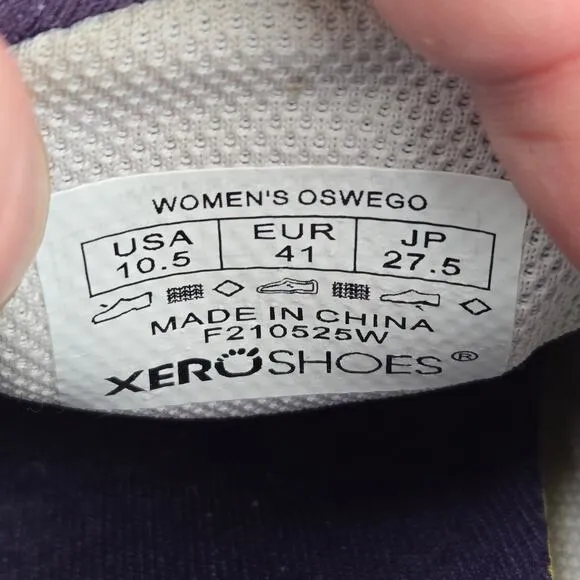 WOMEN'S OSWEGO
USA EUR JP
10.5 41 27.5
MADE IN CHINA
F210525W
XEROSHOES®